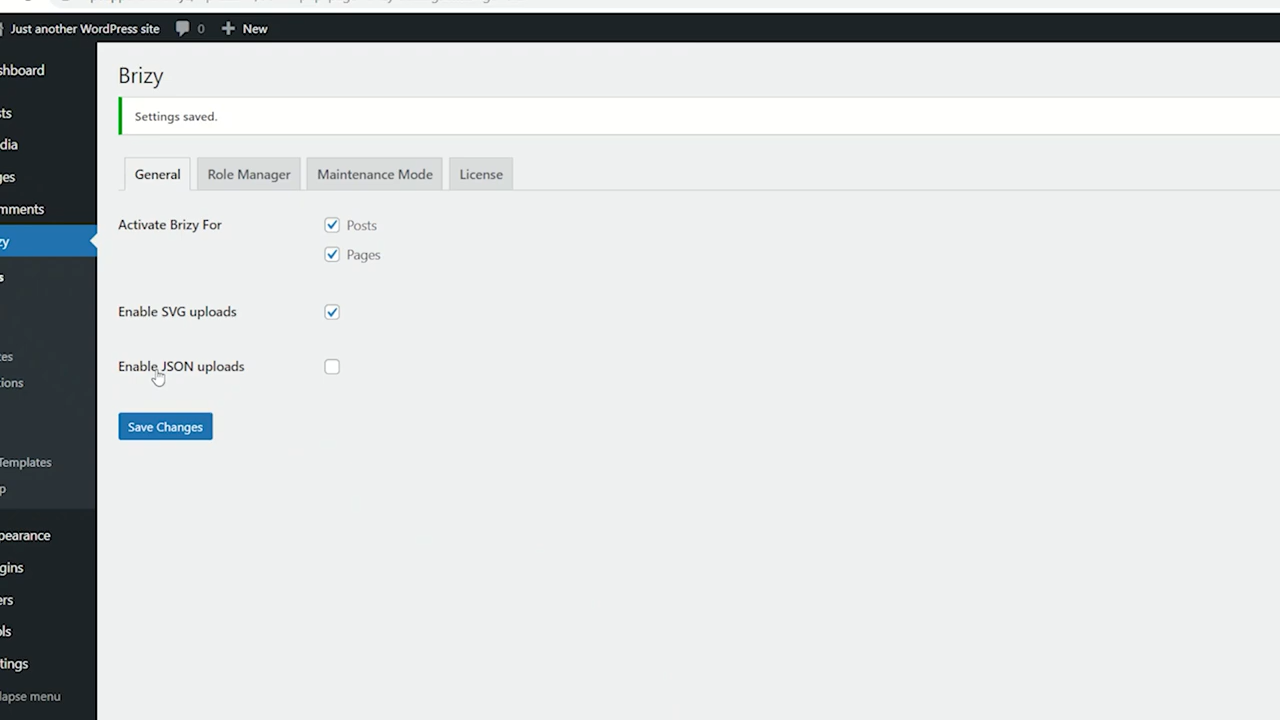 Just another WordPress site 0 New
shboard
sts
dia
ges
mments
zy
s
tes
tions
Templates
p
pearance
gins
ers
ols
tings
lapse menu
Brizy
Settings saved.
General Role Manager Maintenance Mode License
Activate Brizy For Posts
Pages
Enable SVG uploads
Enable JSON uploads
Save Changes